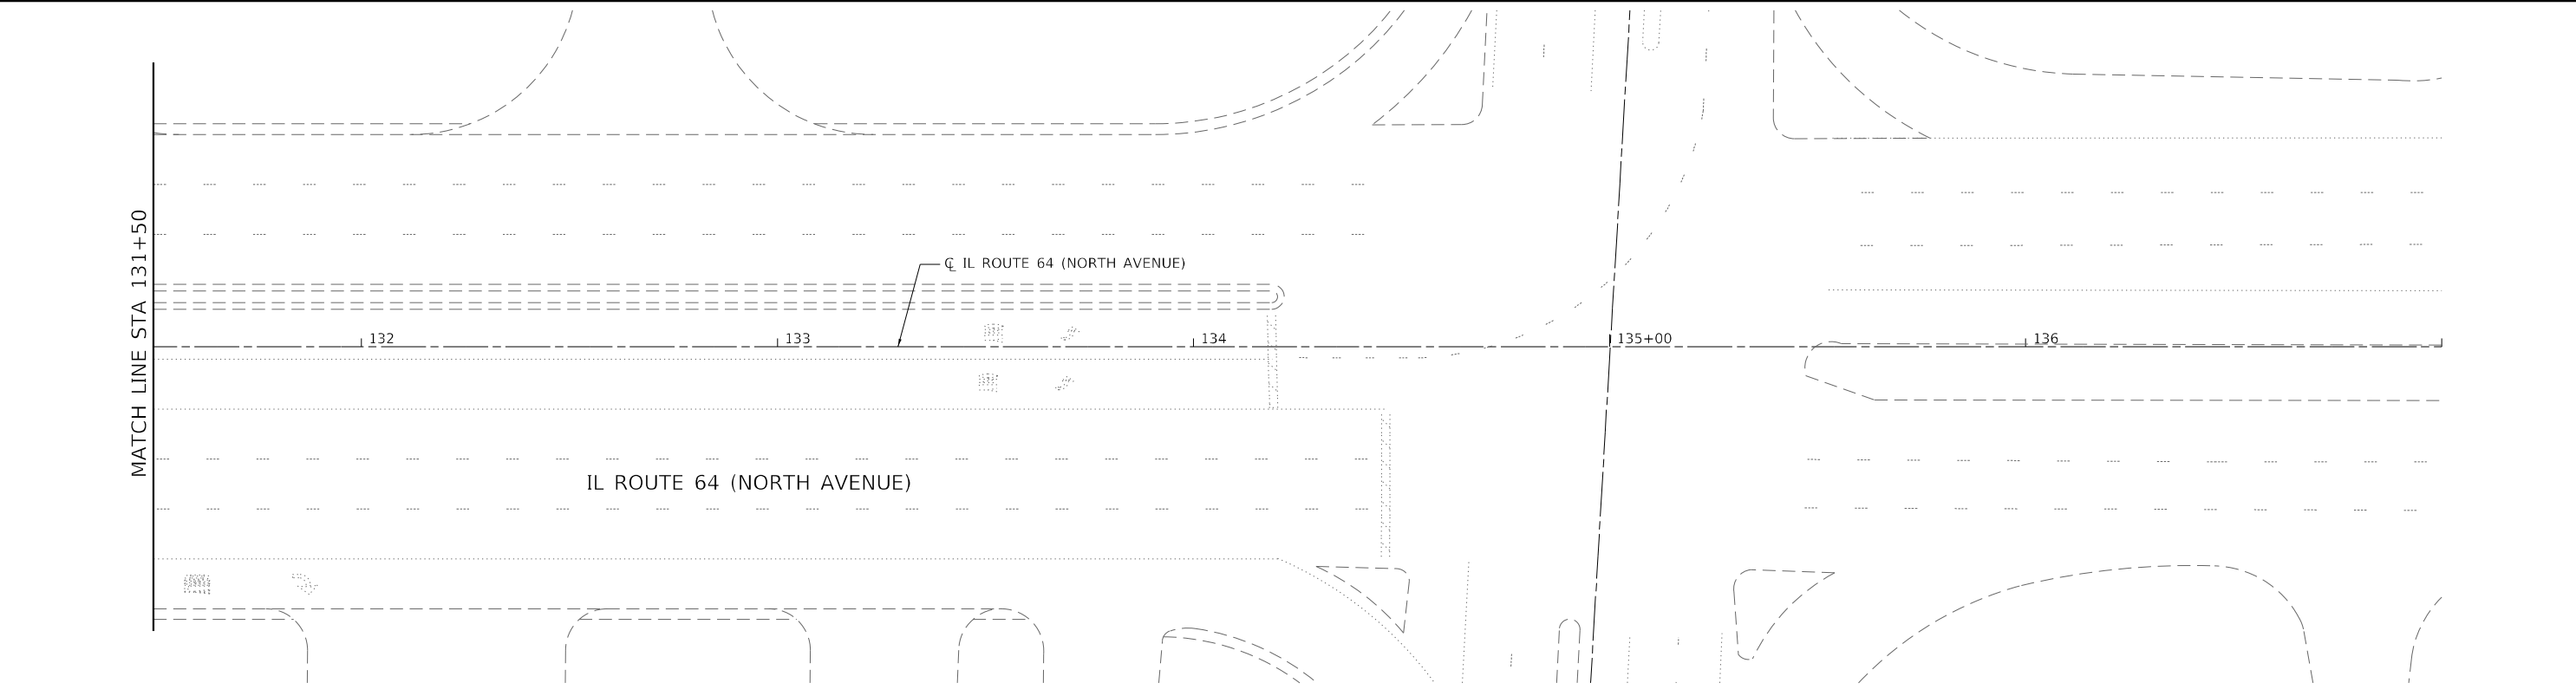 MATCH LINE STA 131+50
℄ IL ROUTE 64 (NORTH AVENUE)
132 133 134 135+00 136
IL ROUTE 64 (NORTH AVENUE)